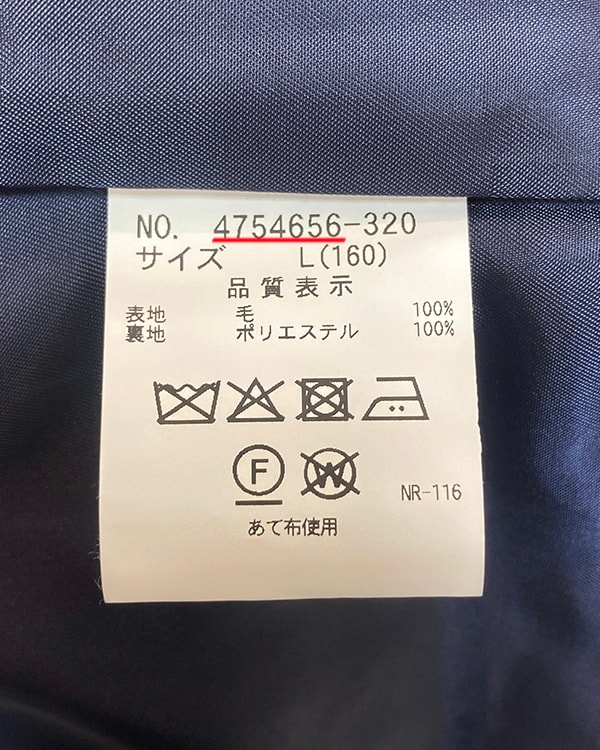 NO. 4754656-320
サイズ L(160)
品質表示
表地 毛 100%
裏地 ポリエステル 100%
F W
NR-116
あて布使用